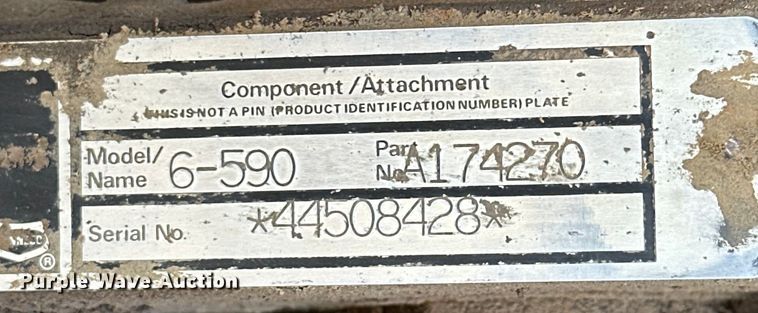 Component/Attachment
THIS IS NOT A PIN (PRODUCT IDENTIFICATION NUMBER) PLATE
Model/Name 6-590 Part No. A174270
Serial No. *44508428*
®
Purple Wave Auction